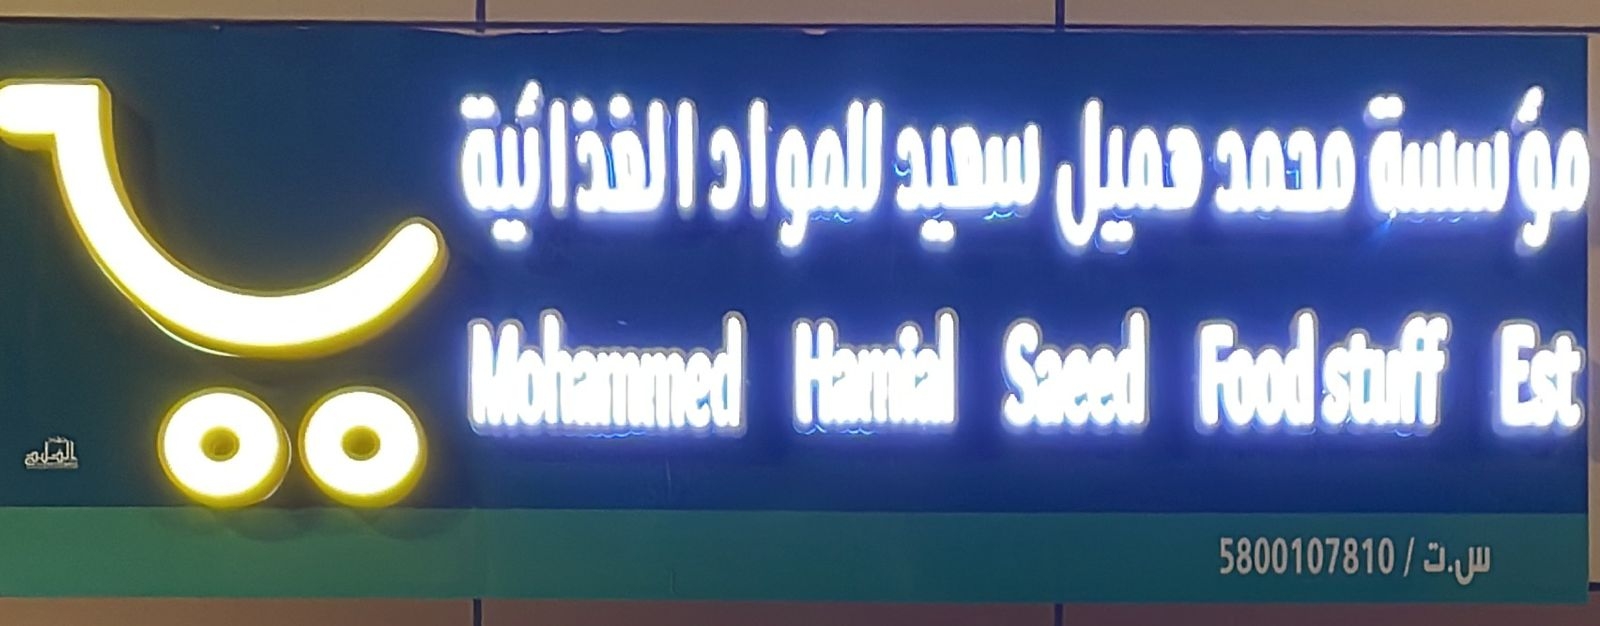 مؤسسة محمد حميل سعيد للمواد الغذائية
Mohammed Hamial Saeed Food stuff Est
س.ت / 5800107810